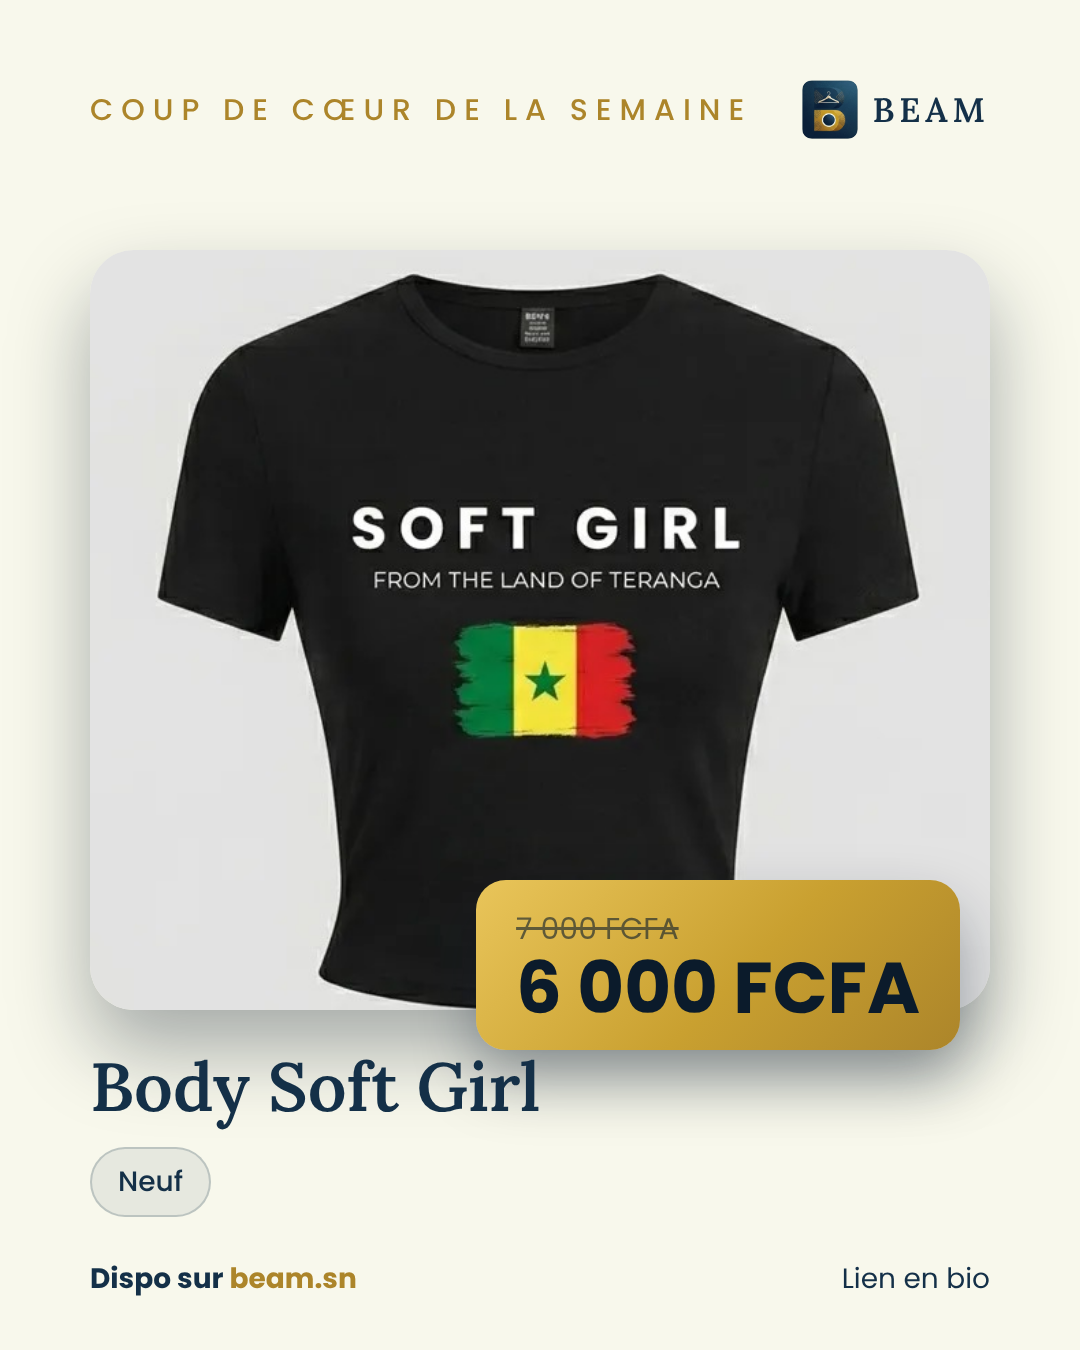 COUP DE CŒUR DE LA SEMAINE
BEAM
SOFT GIRL
FROM THE LAND OF TERANGA
7 000 FCFA
6 000 FCFA
Body Soft Girl
Neuf
Dispo sur beam.sn
Lien en bio